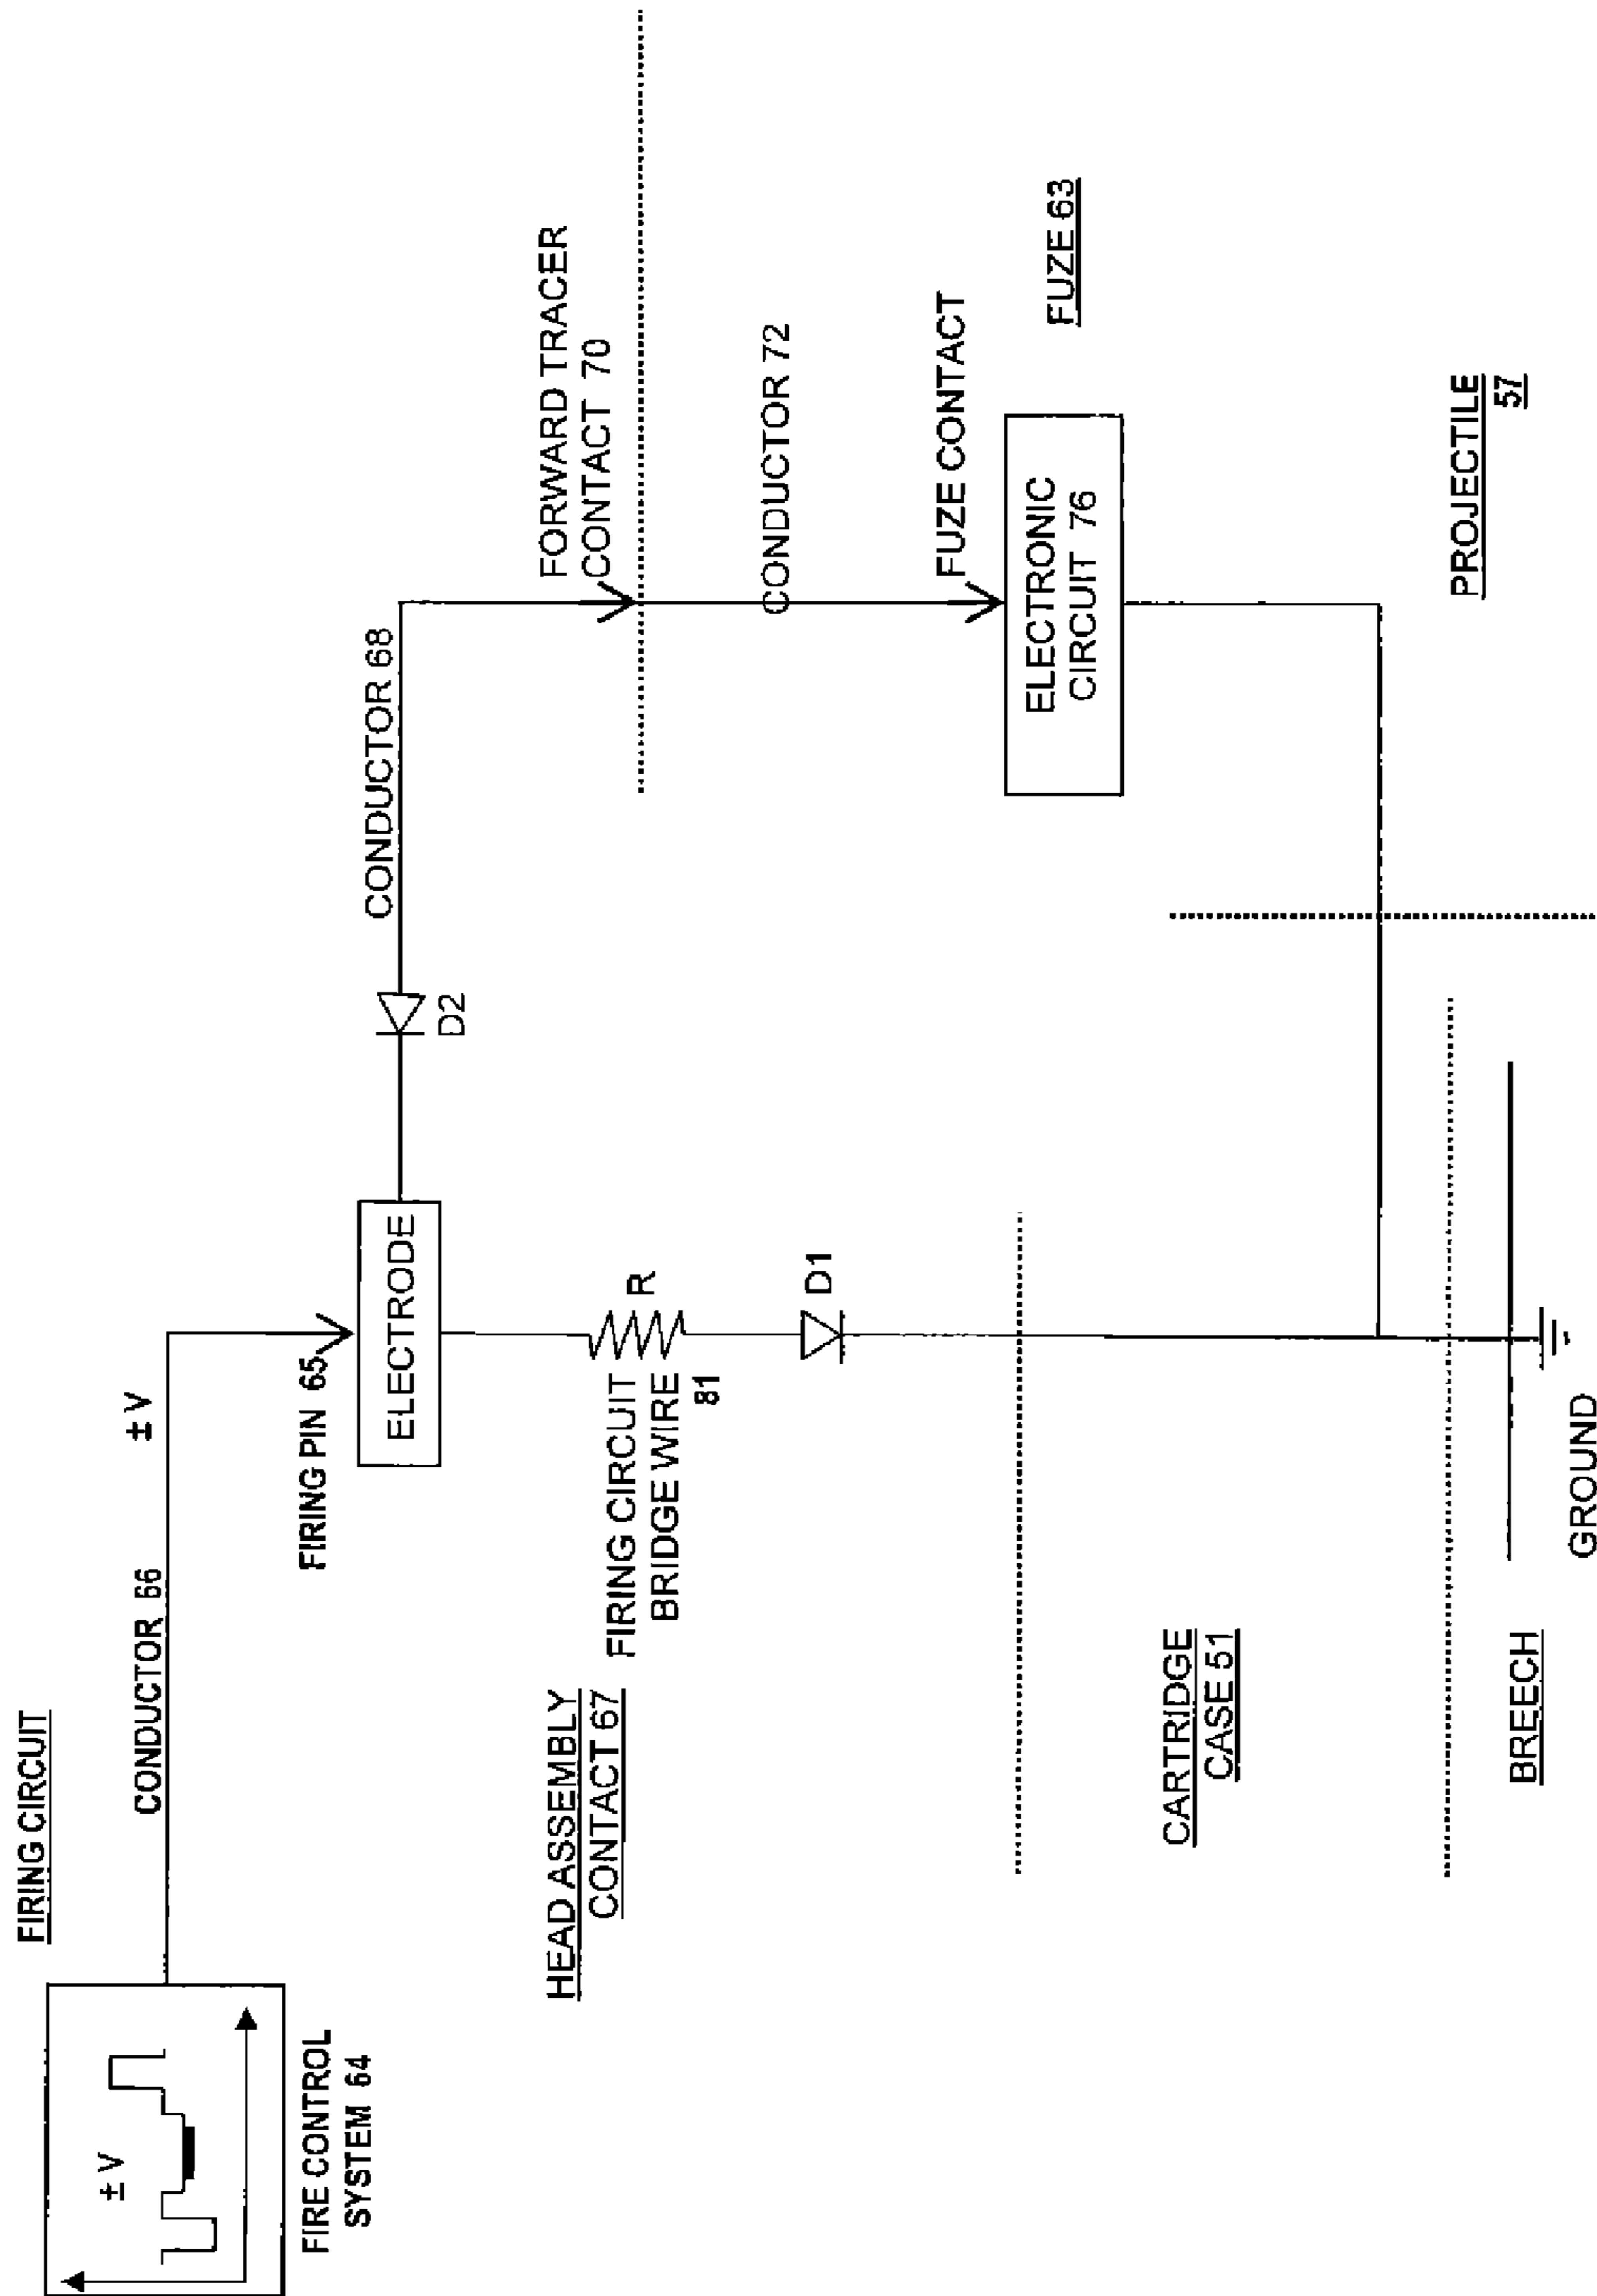 FIRING CIRCUIT
± V
FIRE CONTROL
SYSTEM 64
CONDUCTOR 66
± V
FIRING PIN 65
ELECTRODE
D2
CONDUCTOR 68
FORWARD TRACER
CONTACT 70
HEAD ASSEMBLY
CONTACT 67
FIRING CIRCUIT
BRIDGE WIRE
81
R
D1
CONDUCTOR 72
FUZE CONTACT
ELECTRONIC
CIRCUIT 76
FUZE 63
CARTRIDGE
CASE 51
PROJECTILE
57
BREECH
GROUND